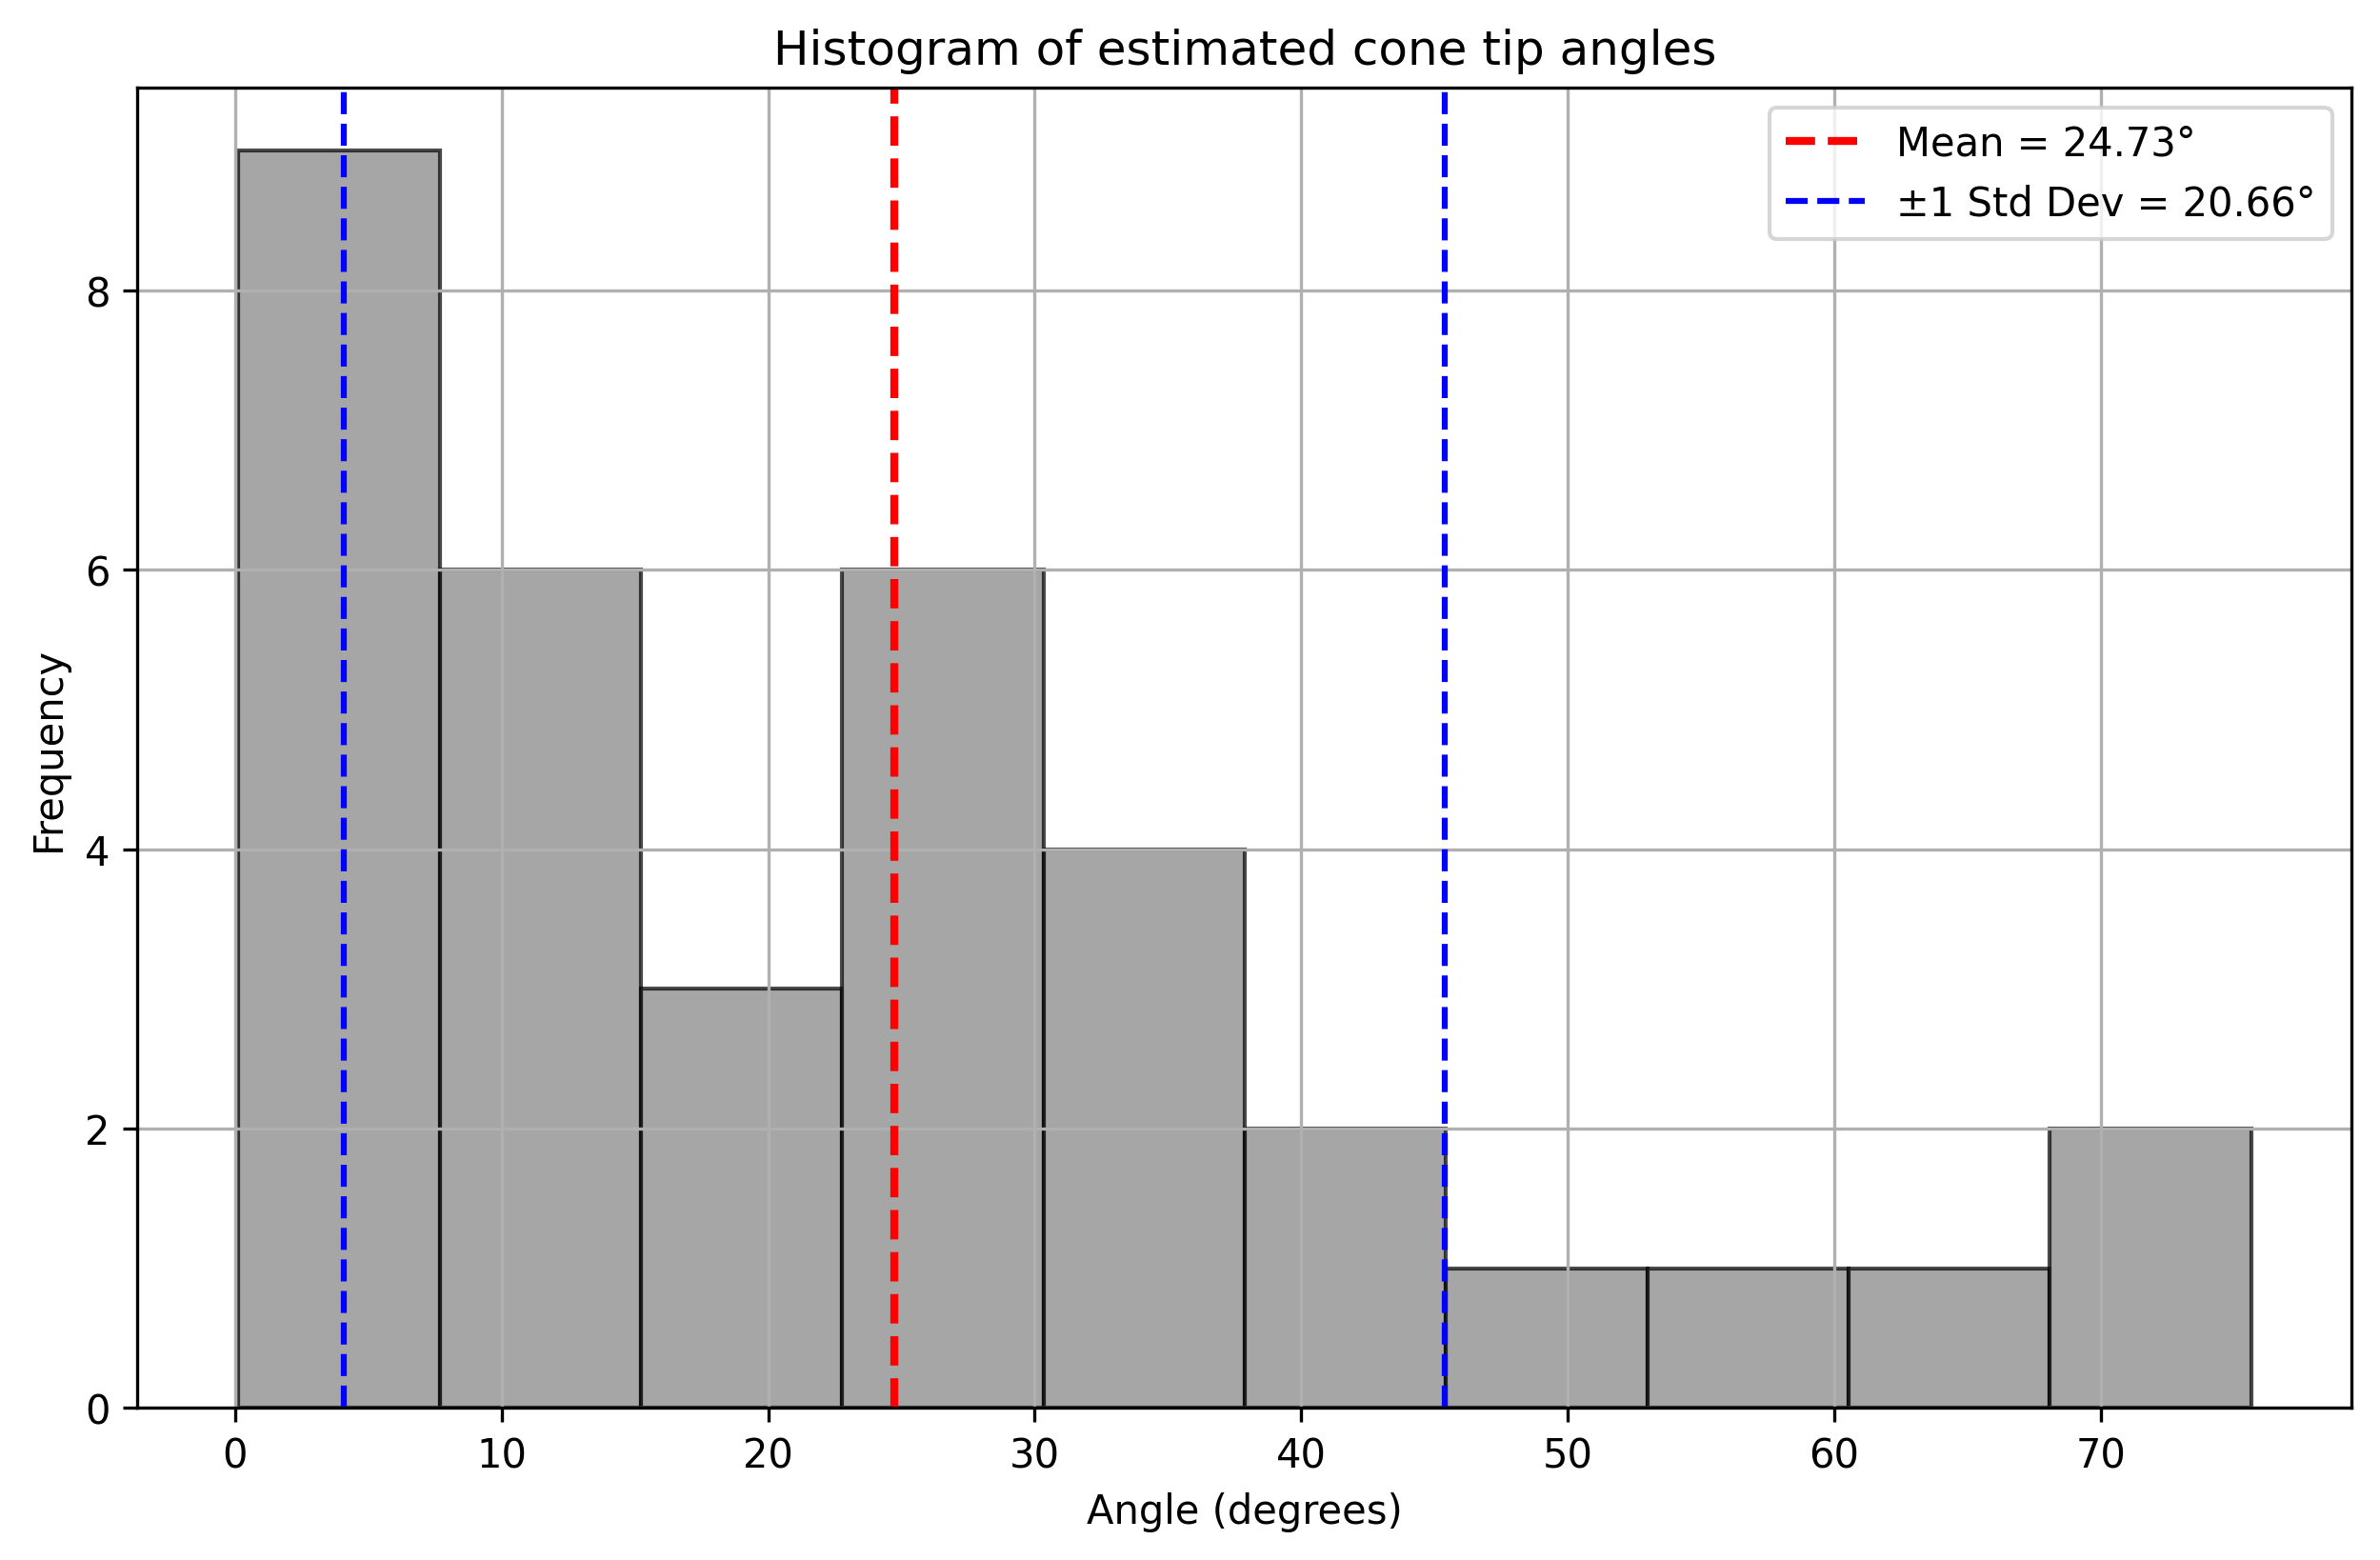 Histogram of estimated cone tip angles
Mean = 24.73°
±1 Std Dev = 20.66°
8
6
4
2
0
Frequency
0 10 20 30 40 50 60 70
Angle (degrees)